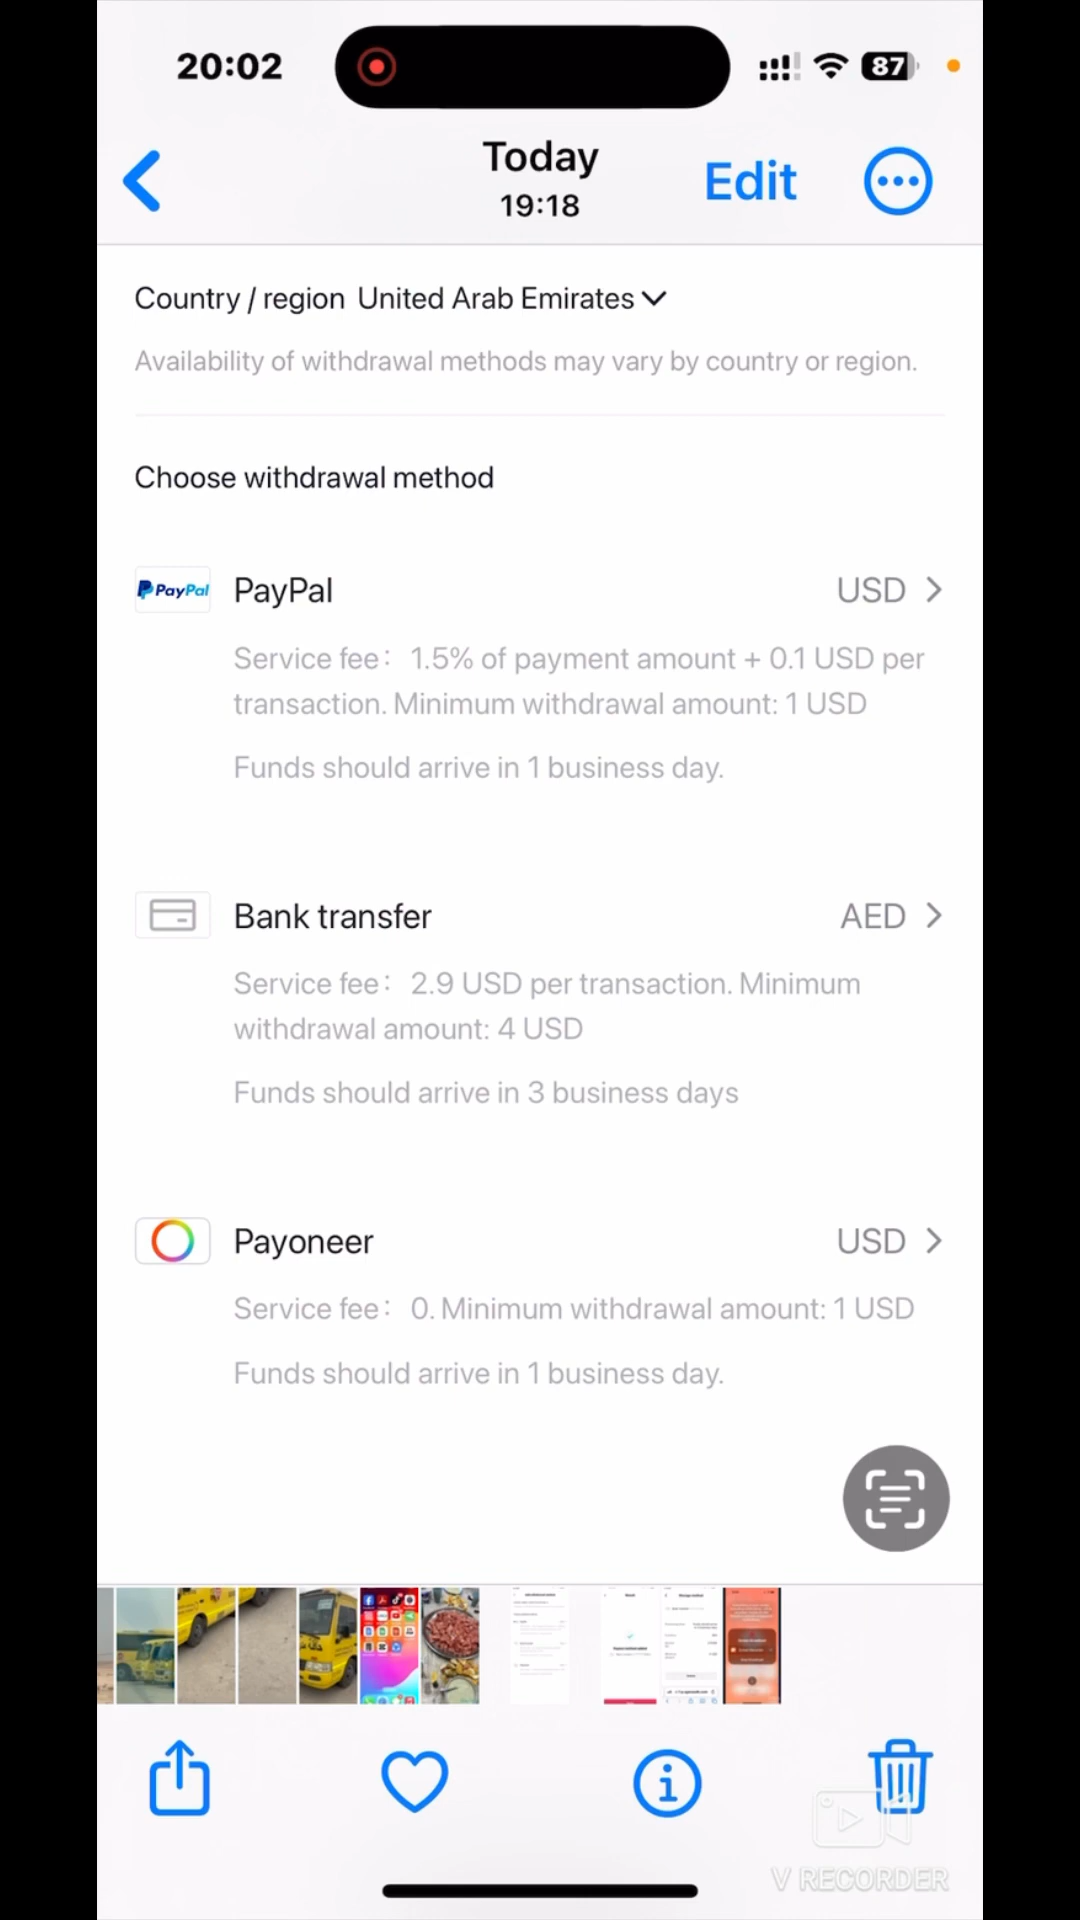 20:02
87
Today
19:18
Edit
Country / region United Arab Emirates
Availability of withdrawal methods may vary by country or region.
Choose withdrawal method
PayPal PayPal USD
Service fee: 1.5% of payment amount + 0.1 USD per
transaction. Minimum withdrawal amount: 1 USD
Funds should arrive in 1 business day.
Bank transfer AED
Service fee: 2.9 USD per transaction. Minimum
withdrawal amount: 4 USD
Funds should arrive in 3 business days
Payoneer USD
Service fee: 0. Minimum withdrawal amount: 1 USD
Funds should arrive in 1 business day.
V RECORDER